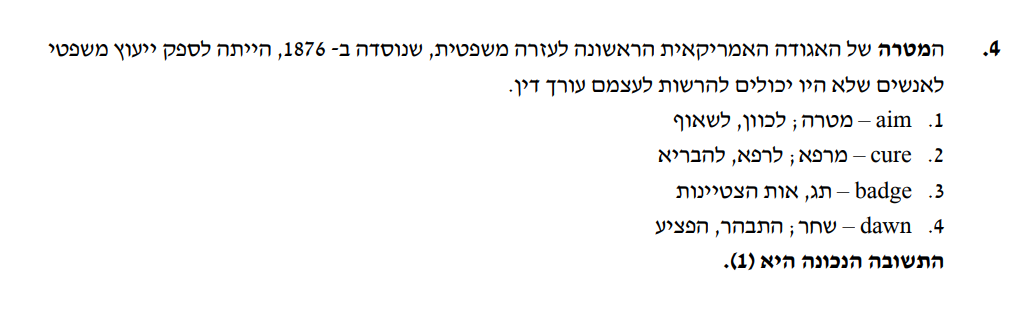 4. המטרה של האגודה האמריקאית הראשונה לעזרה משפטית, שנוסדה ב- 1876, הייתה לספק ייעוץ משפטי
לאנשים שלא היו יכולים להרשות לעצמם עורך דין.
1. aim – מטרה; לכוון, לשאוף
2. cure – מרפא; לרפא, להבריא
3. badge – תג, אות הצטיינות
4. dawn – שחר; התבהר, הפציע
התשובה הנכונה היא (1).